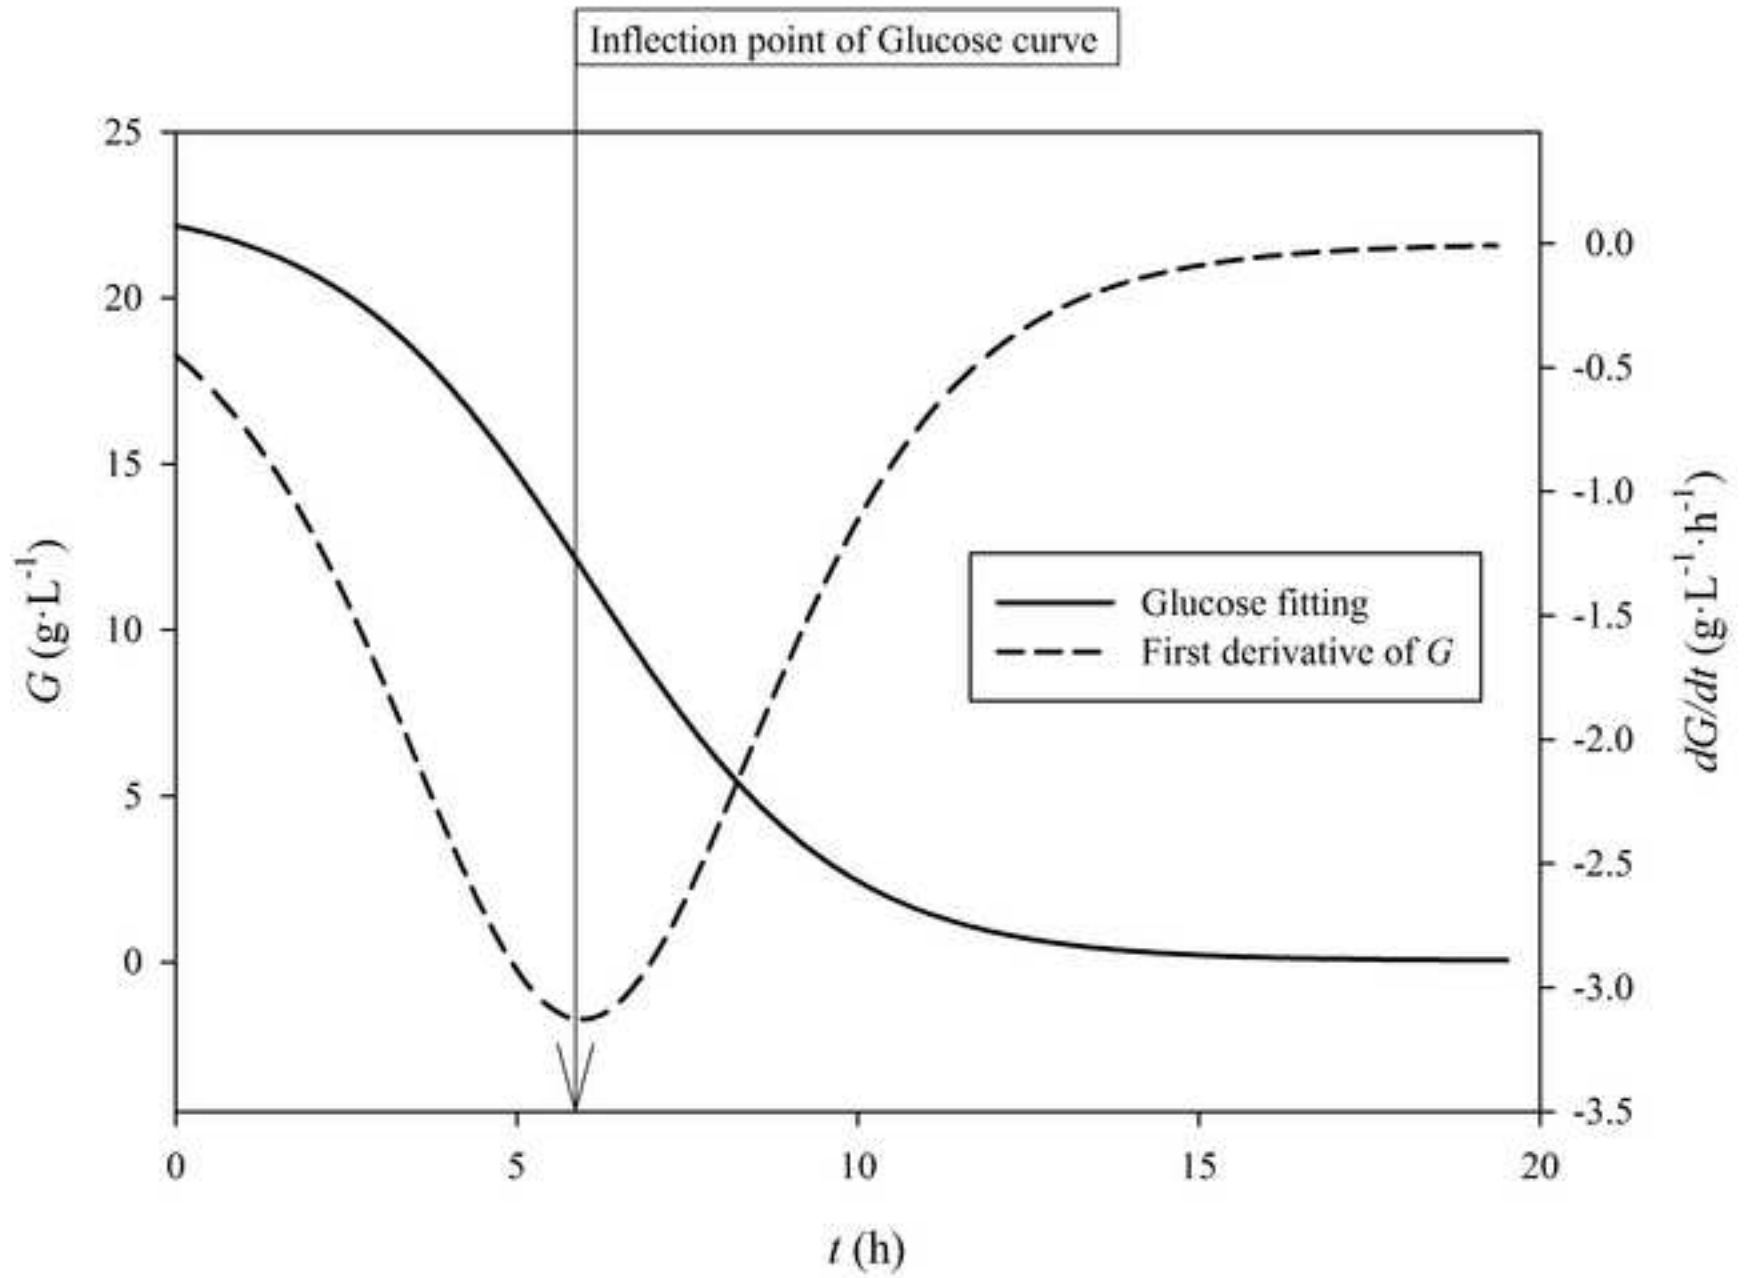 Inflection point of Glucose curve
25
20
15
10
5
0
G (g·L⁻¹)
0.0
-0.5
-1.0
-1.5
-2.0
-2.5
-3.0
-3.5
dG/dt (g·L⁻¹·h⁻¹)
Glucose fitting
First derivative of G
0 5 10 15 20
t (h)